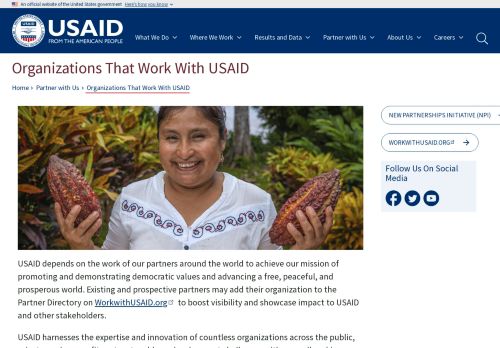 An official website of the United States government Here's how you know
USAID
FROM THE AMERICAN PEOPLE
What We Do
Where We Work
Results and Data
Partner with Us
About Us
Careers
Organizations That Work With USAID
Home › Partner with Us › Organizations That Work With USAID
NEW PARTNERSHIPS INITIATIVE (NPI)
WORKWITHUSAID.ORG
Follow Us On Social
Media
USAID depends on the work of our partners around the world to achieve our mission of
promoting and demonstrating democratic values and advancing a free, peaceful, and
prosperous world. Existing and prospective partners may add their organization to the
Partner Directory on WorkwithUSAID.org to boost visibility and showcase impact to USAID
and other stakeholders.
USAID harnesses the expertise and innovation of countless organizations across the public,